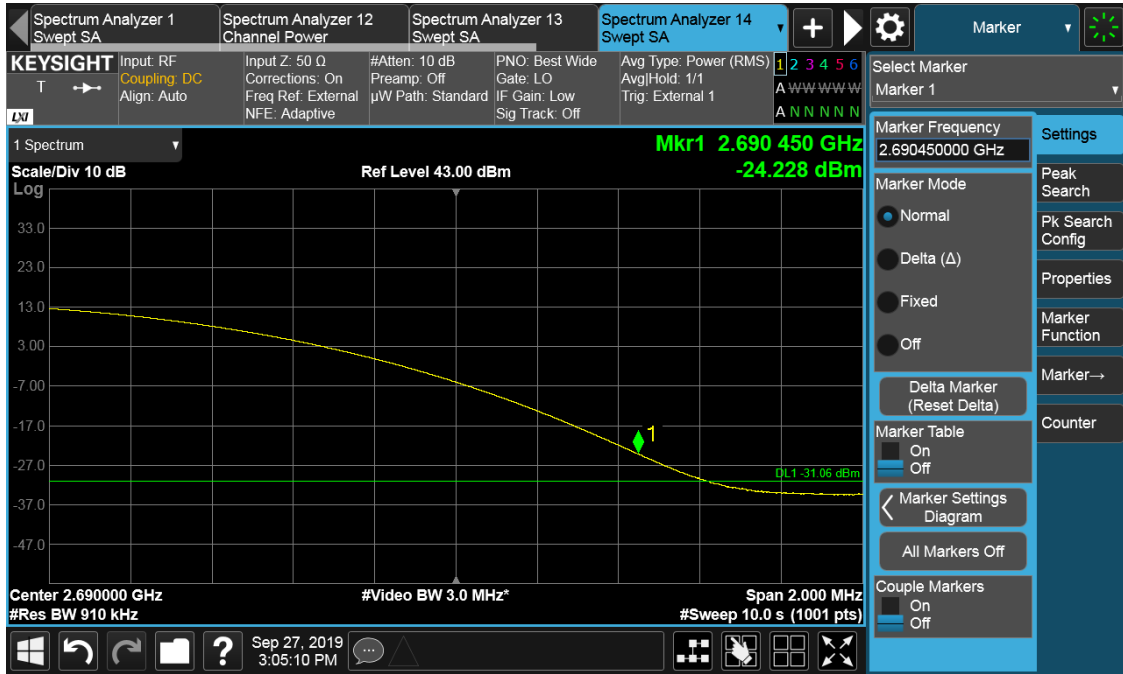 Spectrum Analyzer 1
Swept SA
Spectrum Analyzer 12
Channel Power
Spectrum Analyzer 13
Swept SA
Spectrum Analyzer 14
Swept SA
Marker
KEYSIGHT
T
LXI
Input: RF
Coupling: DC
Align: Auto
Input Z: 50 Ω
Corrections: On
Freq Ref: External
NFE: Adaptive
#Atten: 10 dB
Preamp: Off
µW Path: Standard
PNO: Best Wide
Gate: LO
IF Gain: Low
Sig Track: Off
Avg Type: Power (RMS)
Avg|Hold: 1/1
Trig: External 1
1 2 3 4 5 6
A W W W W W
A N N N N N
1 Spectrum
Mkr1 2.690 450 GHz
-24.228 dBm
Scale/Div 10 dB
Ref Level 43.00 dBm
Log
33.0
23.0
13.0
3.00
-7.00
-17.0
-27.0
-37.0
-47.0
1
DL1 -31.06 dBm
Center 2.690000 GHz
#Video BW 3.0 MHz*
Span 2.000 MHz
#Res BW 910 kHz
#Sweep 10.0 s (1001 pts)
Sep 27, 2019
3:05:10 PM
Select Marker
Marker 1
Marker Frequency
2.690450000 GHz
Marker Mode
Normal
Delta (Δ)
Fixed
Off
Delta Marker
(Reset Delta)
Marker Table
On
Off
Marker Settings
Diagram
All Markers Off
Couple Markers
On
Off
Settings
Peak
Search
Pk Search
Config
Properties
Marker
Function
Marker→
Counter